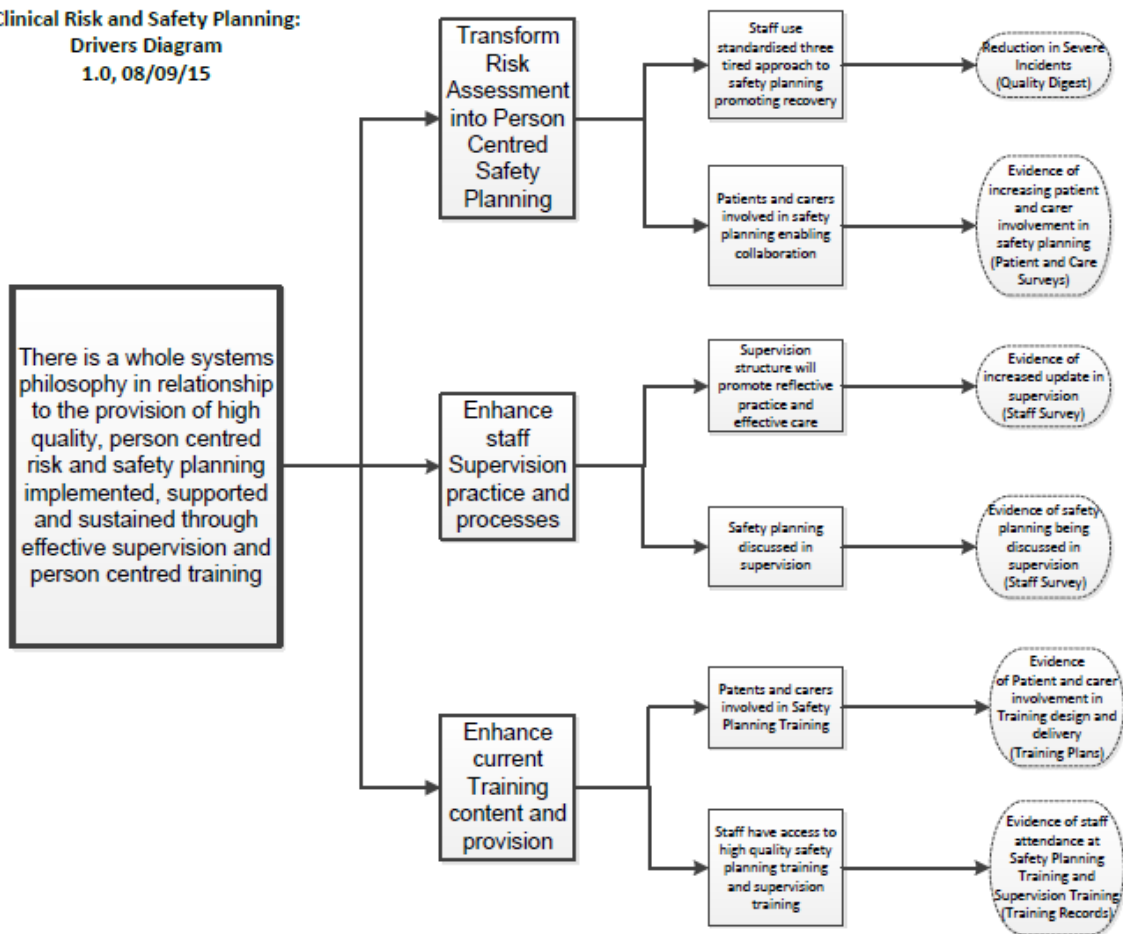 Clinical Risk and Safety Planning:
Drivers Diagram
1.0, 08/09/15
Transform
Risk
Assessment
into Person
Centred
Safety
Planning
Staff use
standardised three
tired approach to
safety planning
promoting recovery
Reduction in Severe
Incidents
(Quality Digest)
Patients and carers
involved in safety
planning enabling
collaboration
Evidence of
increasing patient
and carer
involvement in
safety planning
(Patient and Care
Surveys)
There is a whole systems
philosophy in relationship
to the provision of high
quality, person centred
risk and safety planning
implemented, supported
and sustained through
effective supervision and
person centred training
Enhance
staff
Supervision
practice and
processes
Supervision
structure will
promote reflective
practice and
effective care
Evidence of
increased update in
supervision
(Staff Survey)
Safety planning
discussed in
supervision
Evidence of safety
planning being
discussed in
supervision
(Staff Survey)
Enhance
current
Training
content and
provision
Patents and carers
involved in Safety
Planning Training
Evidence
of Patient and carer
involvement in
Training design and
delivery
(Training Plans)
Staff have access to
high quality safety
planning training
and supervision
training
Evidence of staff
attendance at
Safety Planning
Training and
Supervision Training
(Training Records)